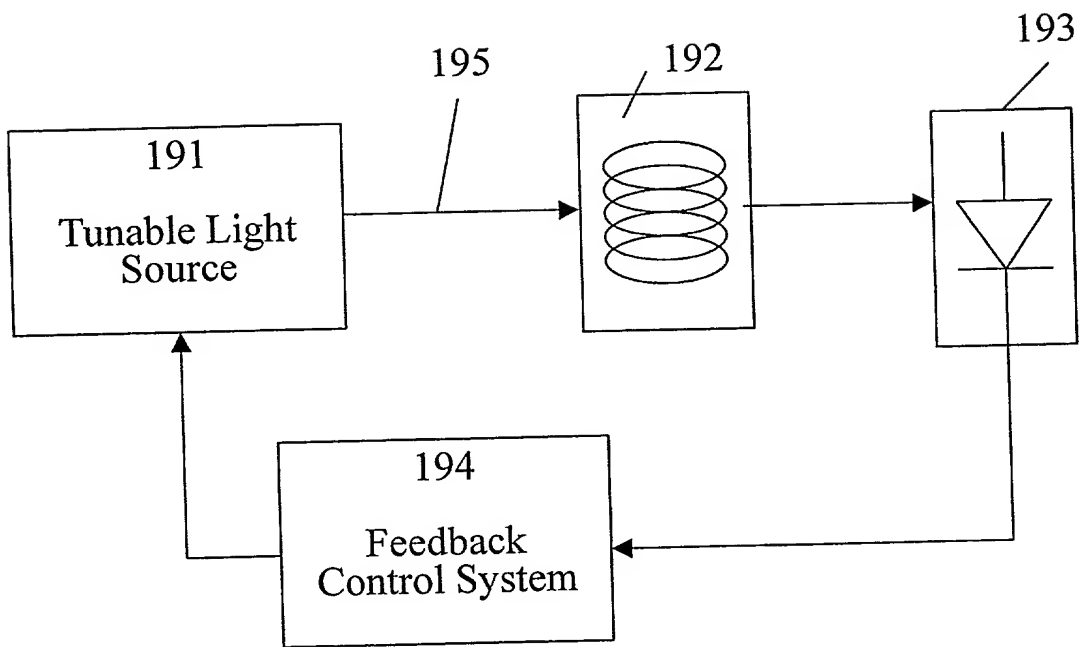 195
192
193
191
Tunable Light
Source
194
Feedback
Control System